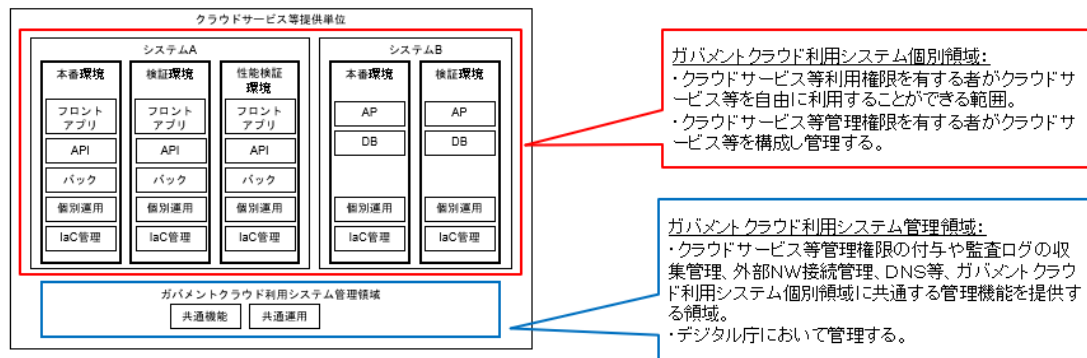 クラウドサービス等提供単位
システムA
本番環境
フロント
アプリ
API
バック
個別運用
IaC管理
検証環境
フロント
アプリ
API
バック
個別運用
IaC管理
性能検証
環境
フロント
アプリ
API
バック
個別運用
IaC管理
システムB
本番環境
AP
DB
個別運用
IaC管理
検証環境
AP
DB
個別運用
IaC管理
ガバメントクラウド利用システム管理領域
共通機能
共通運用
ガバメントクラウド利用システム個別領域:
・クラウドサービス等利用権限を有する者がクラウドサ
ービス等を自由に利用することができる範囲。
・クラウドサービス等管理権限を有する者がクラウドサ
ービス等を構成し管理する。
ガバメントクラウド利用システム管理領域:
・クラウドサービス等管理権限の付与や監査ログの収
集管理、外部NW接続管理、DNS等、ガバメントクラウ
ド利用システム個別領域に共通する管理機能を提供す
る領域。
・デジタル庁において管理する。